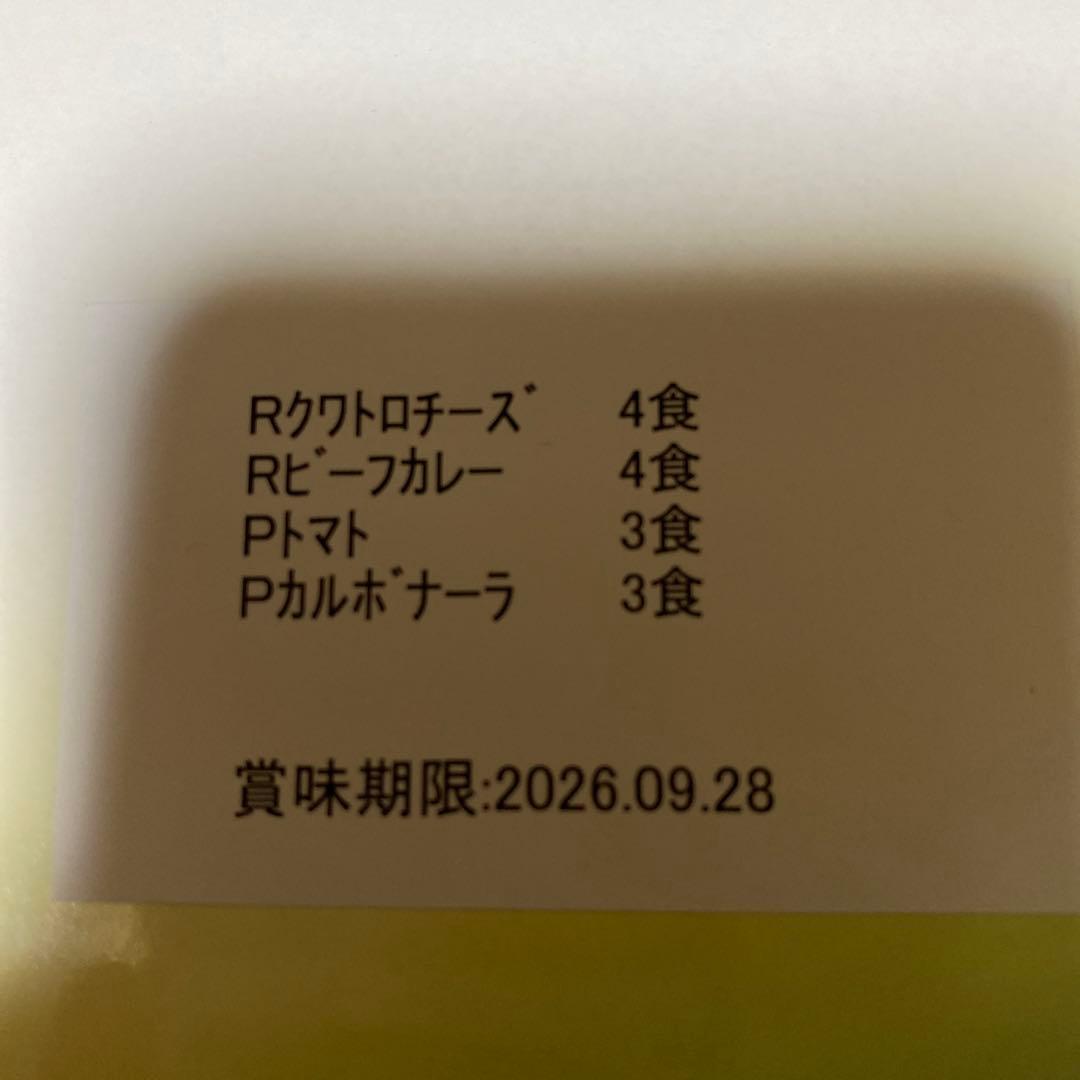 Rｸﾜﾄﾛﾁｰｽﾞ 4食
Rﾋﾞｰﾌｶﾚｰ 4食
Pﾄﾏﾄ 3食
Pｶﾙﾎﾞﾅｰﾗ 3食
賞味期限:2026.09.28